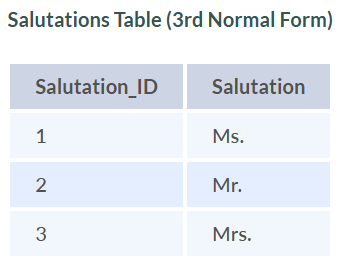 Salutations Table (3rd Normal Form)
Salutation_ID Salutation
1 Ms.
2 Mr.
3 Mrs.